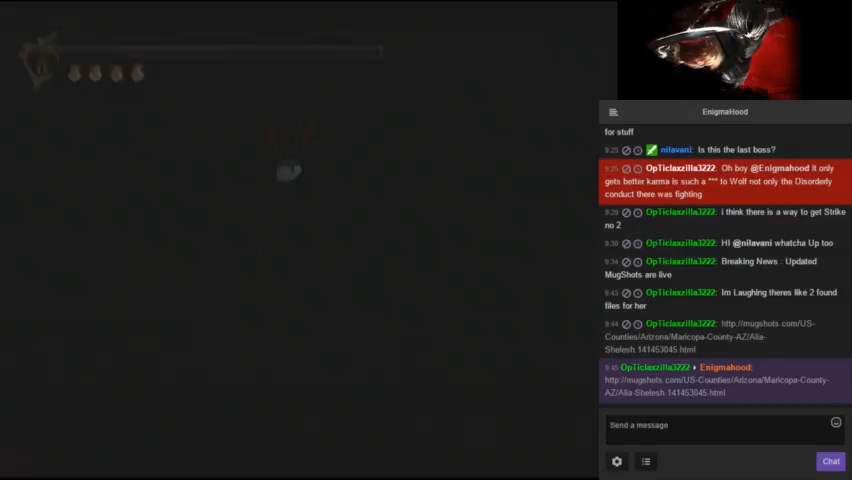 EnigmaHood
for stuff
9:25 nilavani: Is this the last boss?
9:25 OpTiclaxzilla3222: Oh boy @Enigmahood it only
gets better karma is such a *** to Wolf not only the Disorderly
conduct there was fighting
9:29 OpTiclaxzilla3222: i think there is a way to get Strike
no 2
9:30 OpTiclaxzilla3222: HI @nilavani whatcha Up too
9:34 OpTiclaxzilla3222: Breaking News : Updated
MugShots are live
9:43 OpTiclaxzilla3222: Im Laughing theres like 2 found
files for her
9:44 OpTiclaxzilla3222: http://mugshots.com/US-
Counties/Arizona/Maricopa-County-AZ/Alia-
Shelesh.141453045.html
9:45 OpTiclaxzilla3222 ▸ Enigmahood:
http://mugshots.com/US-Counties/Arizona/Maricopa-County-
AZ/Alia-Shelesh.141453045.html
Send a message
Chat